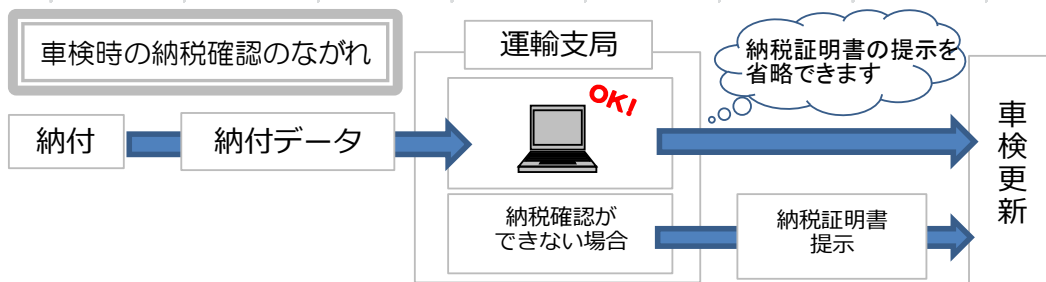 車検時の納税確認のながれ
運輸支局
納税証明書の提示を
省略できます
納付
納付データ
OK!
車検更新
納税確認が
できない場合
納税証明書
提示